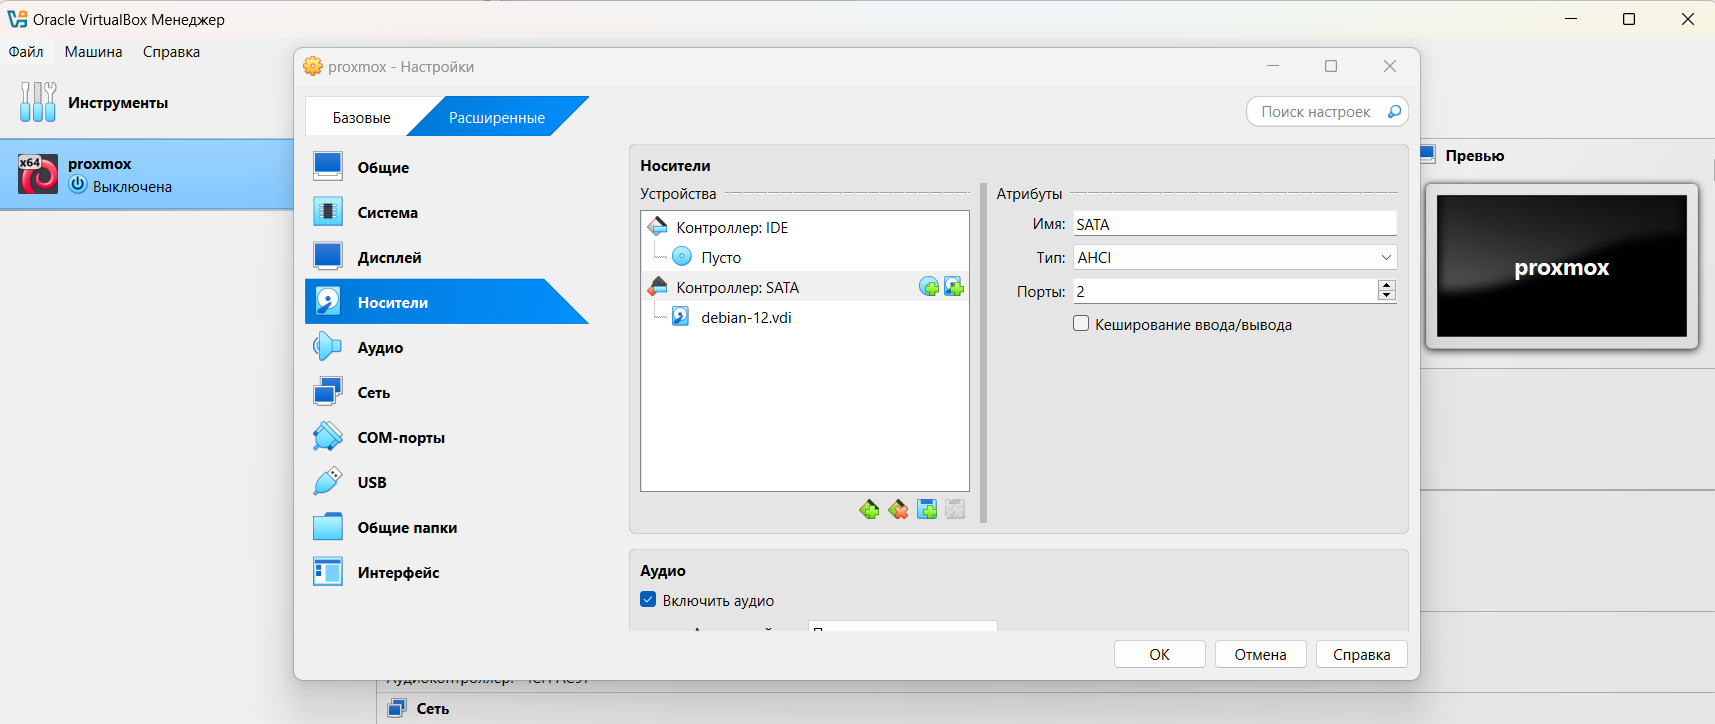 Oracle VirtualBox Менеджер
Файл Машина Справка
Инструменты
x64
proxmox
Выключена
proxmox - Настройки
Базовые Расширенные
Поиск настроек
Общие
Система
Дисплей
Носители
Аудио
Сеть
COM-порты
USB
Общие папки
Интерфейс
Носители
Устройства
Контроллер: IDE
Пусто
Контроллер: SATA
debian-12.vdi
Атрибуты
Имя: SATA
Тип: AHCI
Порты: 2
Кеширование ввода/вывода
Аудио
Включить аудио
OK Отмена Справка
Превью
proxmox
Сеть